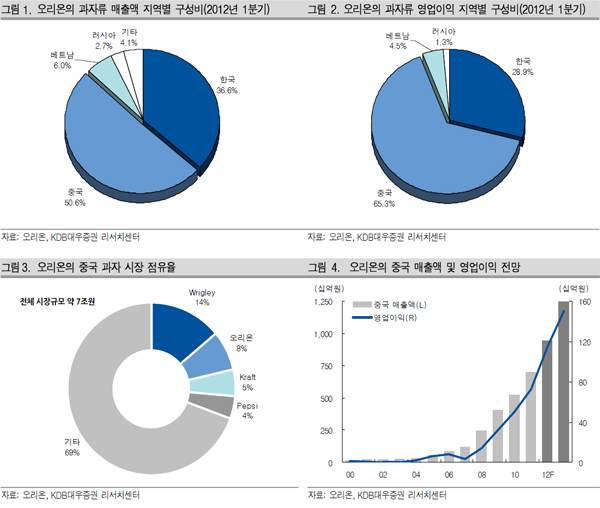 그림 1. 오리온의 과자류 매출액 지역별 구성비(2012년 1분기)
러시아
2.7%
기타
4.1%
베트남
6.0%
한국
36.6%
중국
50.6%
자료: 오리온, KDB대우증권 리서치센터
그림 2. 오리온의 과자류 영업이익 지역별 구성비(2012년 1분기)
러시아
1.3%
베트남
4.5%
한국
28.9%
중국
65.3%
자료: 오리온, KDB대우증권 리서치센터
그림 3. 오리온의 중국 과자 시장 점유율
전체 시장규모 약 7조원
Wrigley
14%
오리온
8%
Kraft
5%
Pepsi
4%
기타
69%
자료: 오리온, KDB대우증권 리서치센터
그림 4. 오리온의 중국 매출액 및 영업이익 전망
(십억원) (십억원)
중국 매출액(L)
영업이익(R)
1,250 160
1,000 120
750 80
500
250 40
0 0
00 02 04 06 08 10 12F
자료: 오리온, KDB대우증권 리서치센터